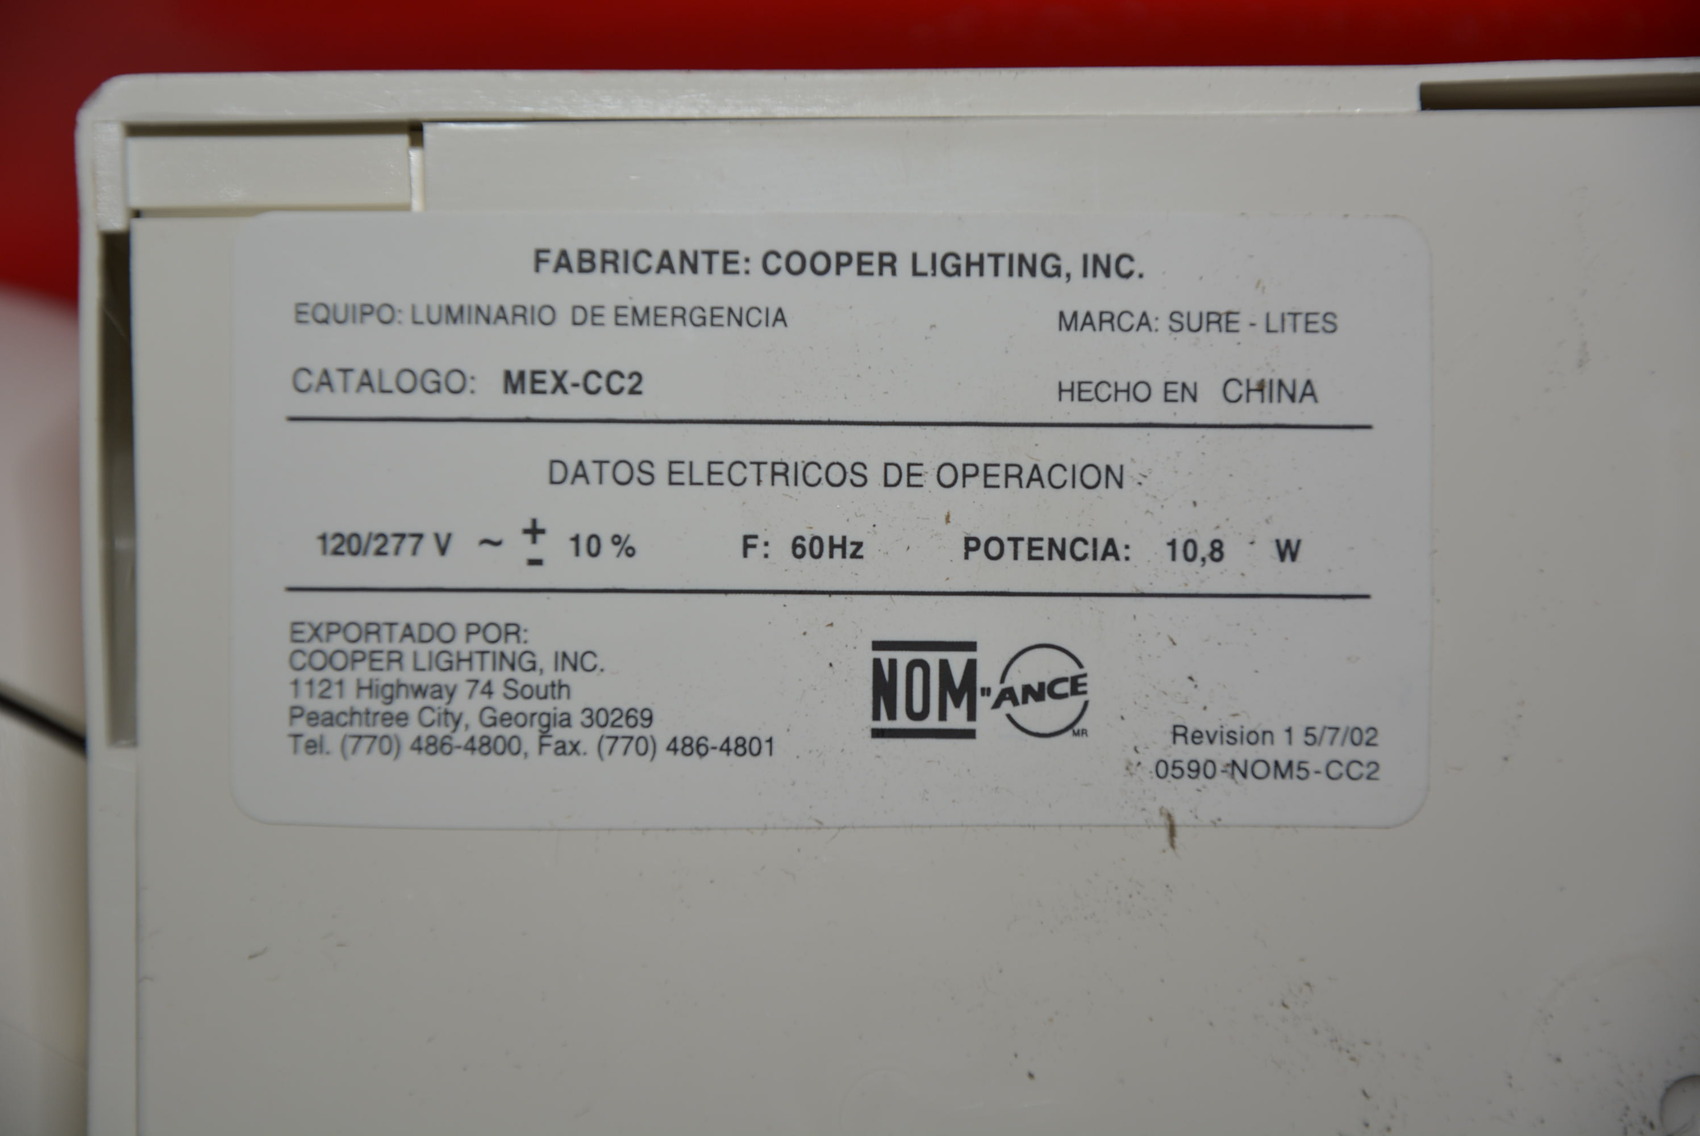 FABRICANTE: COOPER LIGHTING, INC.
EQUIPO: LUMINARIO DE EMERGENCIA
MARCA: SURE - LITES
CATALOGO: MEX-CC2
HECHO EN CHINA
DATOS ELECTRICOS DE OPERACION
120/277 V ~ ± 10 % F: 60Hz POTENCIA: 10,8 W
EXPORTADO POR:
COOPER LIGHTING, INC.
1121 Highway 74 South
Peachtree City, Georgia 30269
Tel. (770) 486-4800, Fax. (770) 486-4801
NOM-ANCE
MR
Revision 1 5/7/02
0590-NOM5-CC2